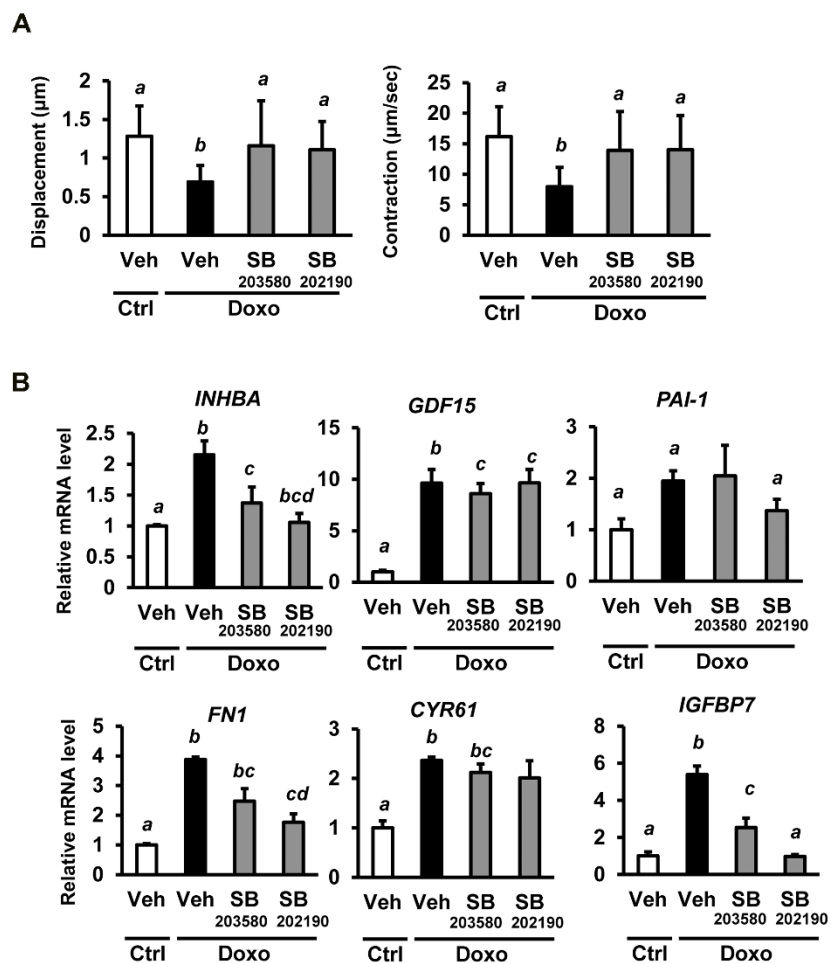 A
Displacement (μm)
2
1.5
1
0.5
0
a
b
a
a
Veh Veh SB SB
203580 202190
Ctrl Doxo
Contraction (μm/sec)
25
20
15
10
5
0
a
b
a
a
Veh Veh SB SB
203580 202190
Ctrl Doxo
B
INHBA
Relative mRNA level
2.5
2
1.5
1
0.5
0
a
b
c
bcd
Veh Veh SB SB
203580 202190
Ctrl Doxo
GDF15
15
10
5
0
a
b
c
c
Veh Veh SB SB
203580 202190
Ctrl Doxo
PAI-1
3
2
1
0
a
a
a
Veh Veh SB SB
203580 202190
Ctrl Doxo
FN1
Relative mRNA level
5
4
3
2
1
0
a
b
bc
cd
Veh Veh SB SB
203580 202190
Ctrl Doxo
CYR61
3
2
1
0
a
b
bc
Veh Veh SB SB
203580 202190
Ctrl Doxo
IGFBP7
8
6
4
2
0
a
b
c
a
Veh Veh SB SB
203580 202190
Ctrl Doxo